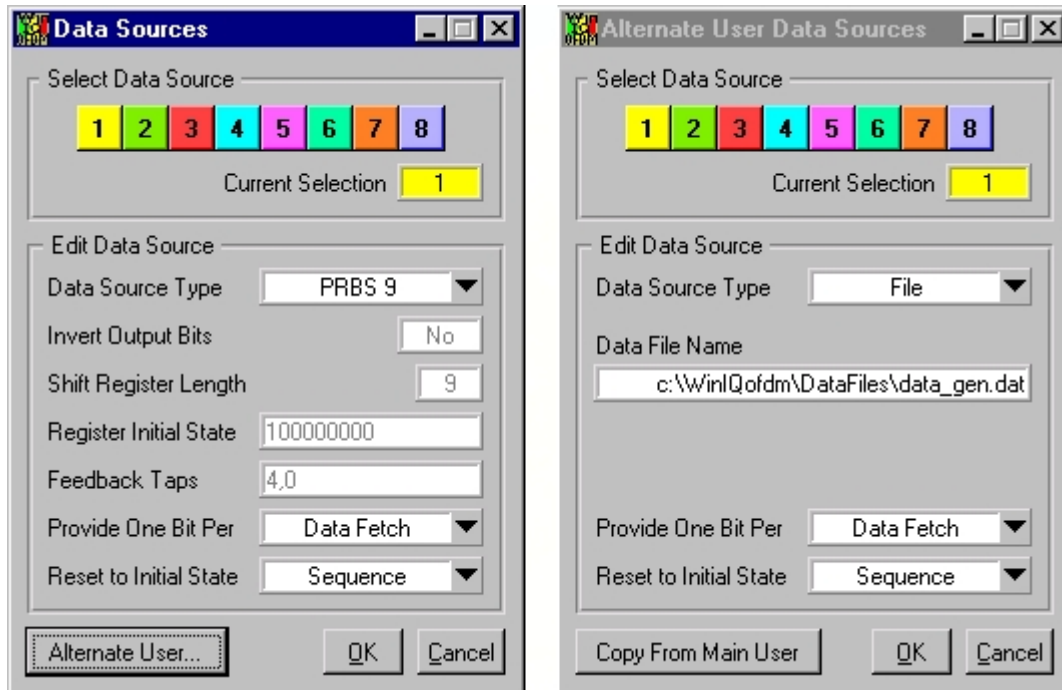 Data Sources
Select Data Source
1 2 3 4 5 6 7 8
Current Selection 1
Edit Data Source
Data Source Type PRBS 9
Invert Output Bits No
Shift Register Length 9
Register Initial State 100000000
Feedback Taps 4,0
Provide One Bit Per Data Fetch
Reset to Initial State Sequence
Alternate User... OK Cancel
Alternate User Data Sources
Select Data Source
1 2 3 4 5 6 7 8
Current Selection 1
Edit Data Source
Data Source Type File
Data File Name
c:\WinIQofdm\DataFiles\data_gen.dat
Provide One Bit Per Data Fetch
Reset to Initial State Sequence
Copy From Main User OK Cancel